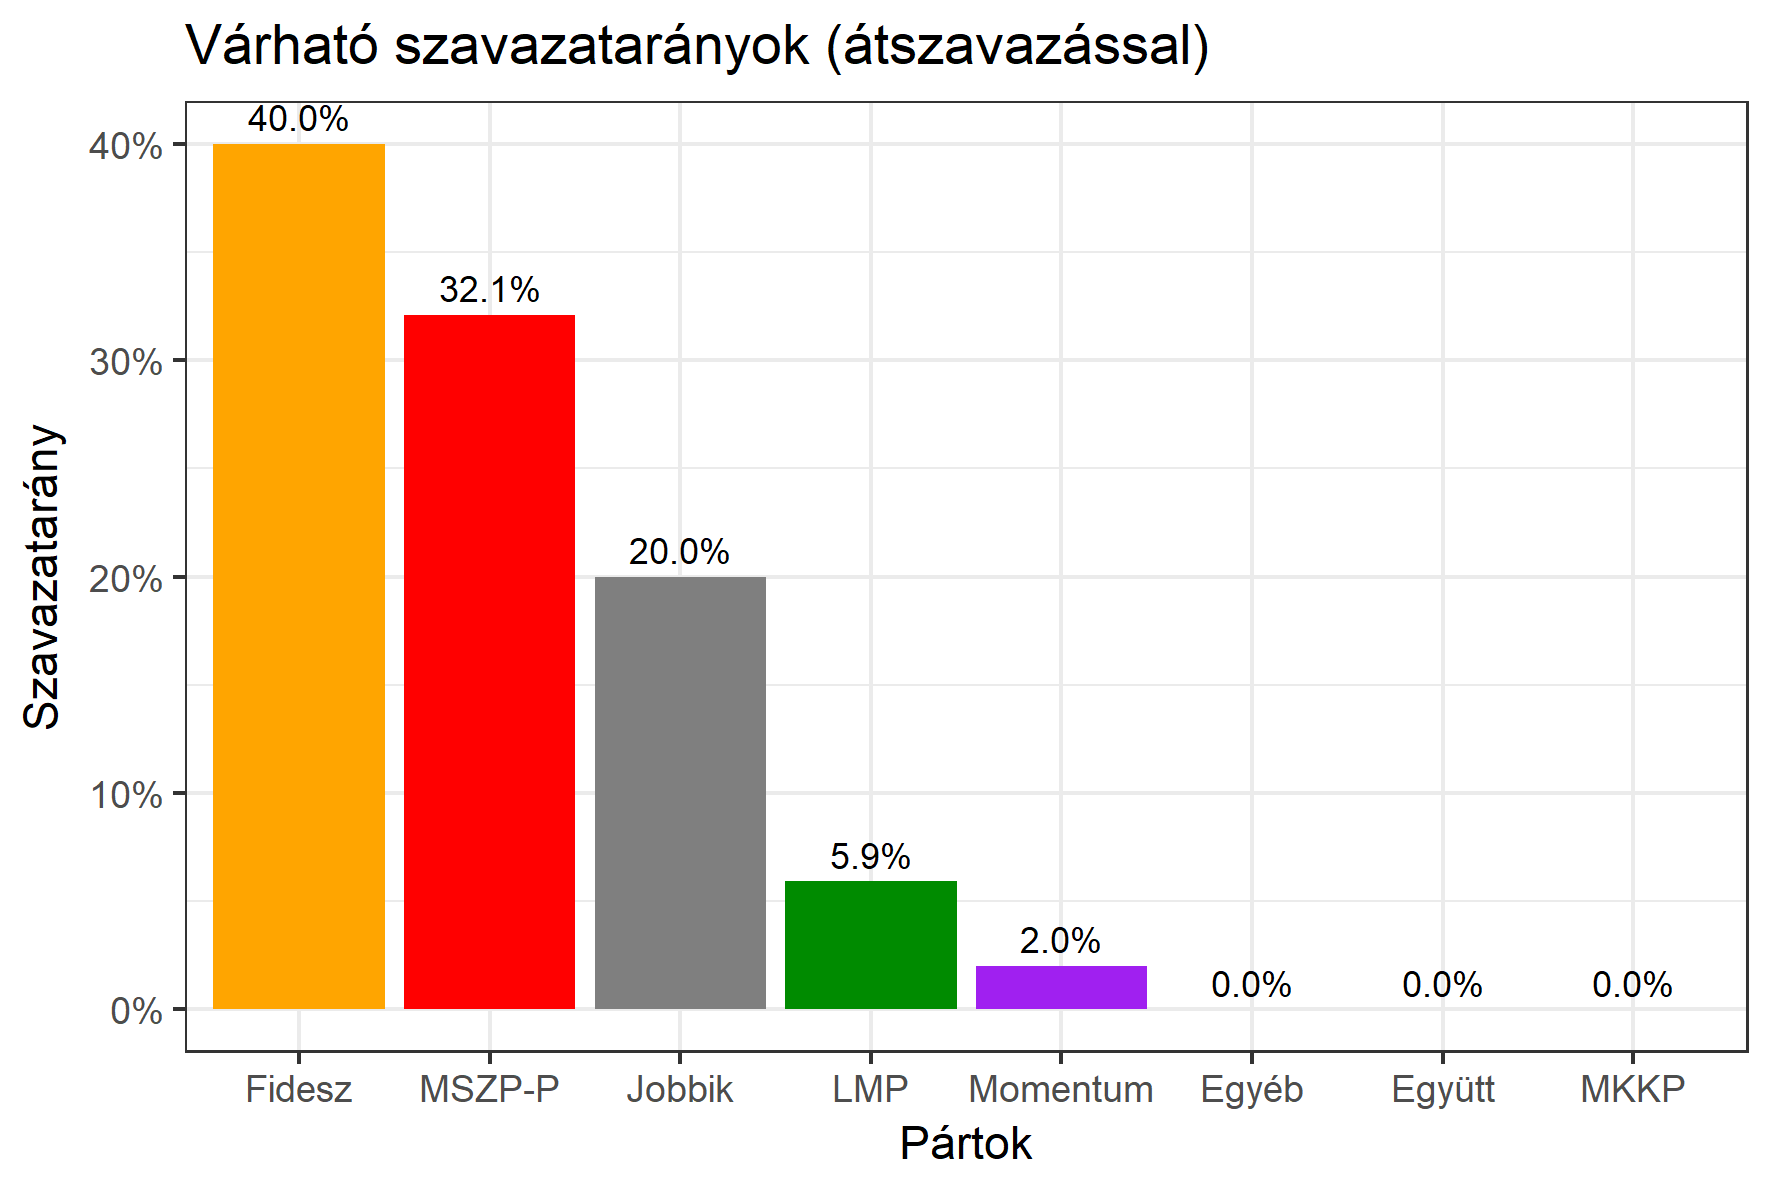 Várható szavazatarányok (átszavazással)
40.0%
32.1%
20.0%
5.9%
2.0%
0.0%
0.0%
0.0%
40%
30%
20%
10%
0%
Szavazatarány
Fidesz
MSZP-P
Jobbik
LMP
Momentum
Egyéb
Együtt
MKKP
Pártok